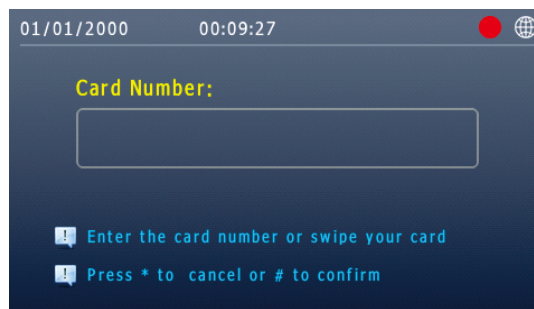 01/01/2000 00:09:27
Card Number:
Enter the card number or swipe your card
Press * to cancel or # to confirm